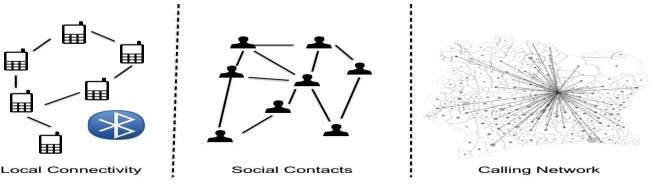 Local Connectivity
Social Contacts
Calling Network